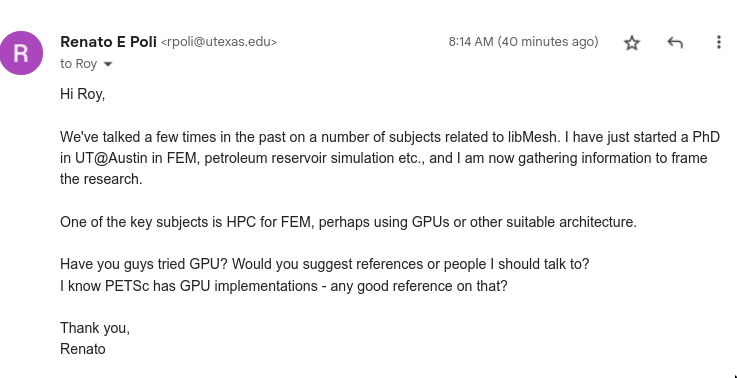 R
Renato E Poli <rpoli@utexas.edu>
8:14 AM (40 minutes ago)
to Roy
Hi Roy,
We've talked a few times in the past on a number of subjects related to libMesh. I have just started a PhD
in UT@Austin in FEM, petroleum reservoir simulation etc., and I am now gathering information to frame
the research.
One of the key subjects is HPC for FEM, perhaps using GPUs or other suitable architecture.
Have you guys tried GPU? Would you suggest references or people I should talk to?
I know PETSc has GPU implementations - any good reference on that?
Thank you,
Renato